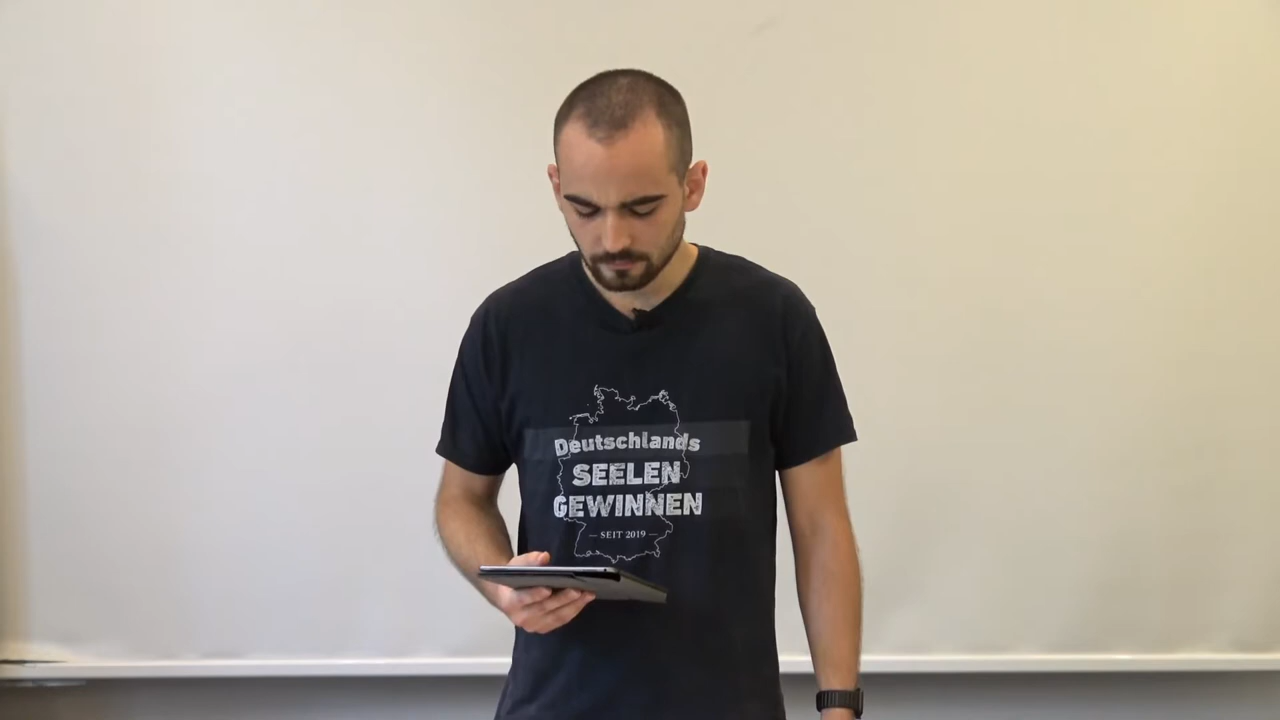 Deutschlands
SEELEN
GEWINNEN
— SEIT 2019 —